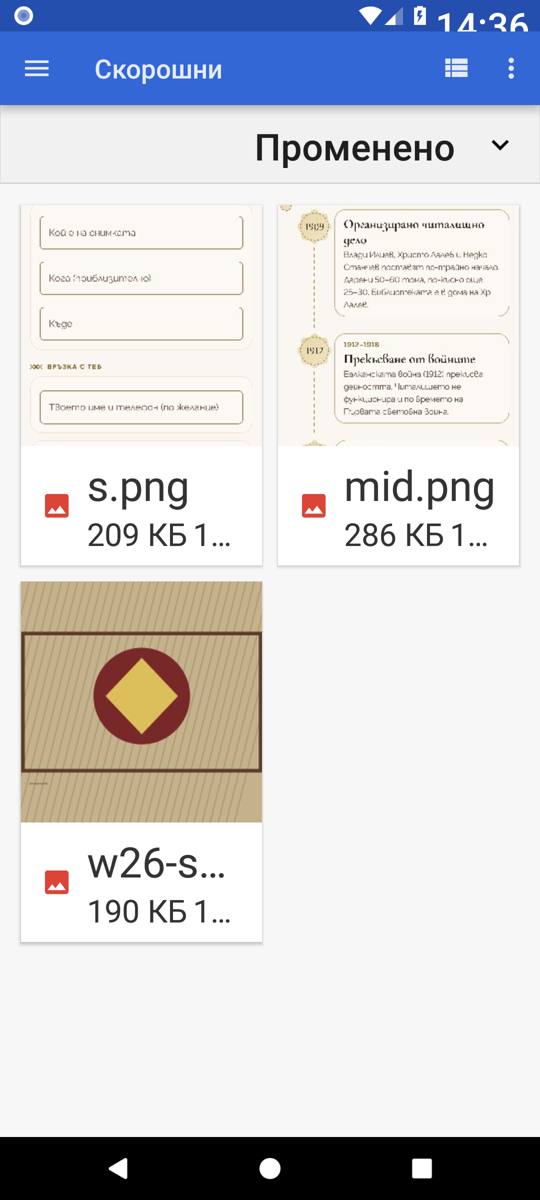 14:36
Скорошни
Променено
Кой е на снимката
Кога (приблизително)
Къде
ВРЪЗКА С ТЕБ
Твоето име и телефон (по желание)
s.png
209 КБ 1...
1909
Организирано читалищно
дело
Влади Илиев, Христо Лалев и Недко
Станчев поставят по-трайно начало.
Дарени 50–60 тома, по-късно още
25–30. Библиотеката е в дома на Хр.
Лалев.
1912
1912–1918
Прекъсване от войните
Балканската война (1912) прекъсва
дейността. Читалището не
функционира и по времето на
Първата световна война.
mid.png
286 КБ 1...
w26-s...
190 КБ 1...